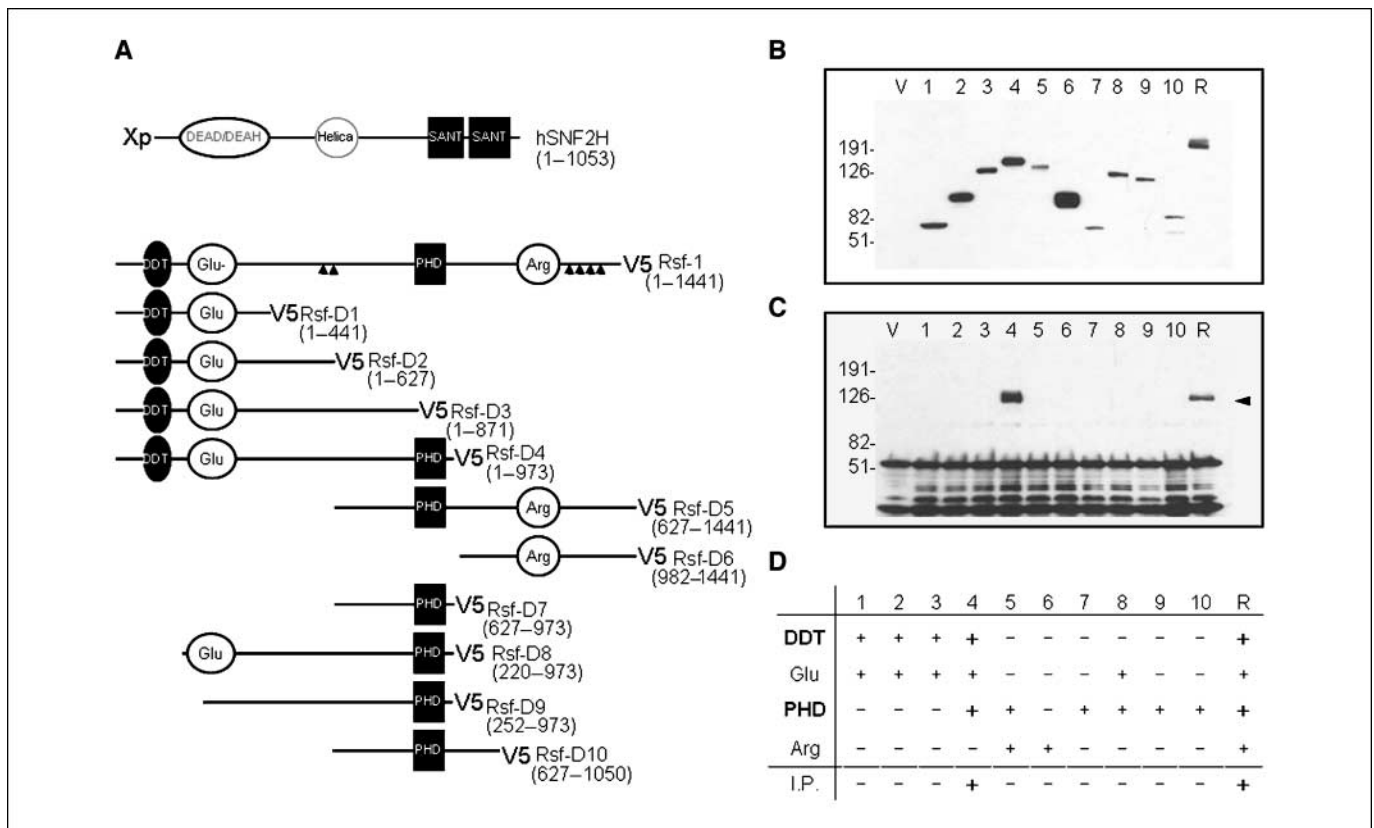 A
Xp DEAD/DEAH Helica SANT SANT hSNF2H
(1–1053)
DDT Glu- PHD Arg V5 Rsf-1
(1–1441)
DDT Glu V5 Rsf-D1
(1–441)
DDT Glu V5 Rsf-D2
(1–627)
DDT Glu V5 Rsf-D3
(1–871)
DDT Glu PHD V5 Rsf-D4
(1–973)
PHD Arg V5 Rsf-D5
(627–1441)
Arg V5 Rsf-D6
(982–1441)
PHD V5 Rsf-D7
(627–973)
Glu PHD V5 Rsf-D8
(220–973)
PHD V5 Rsf-D9
(252–973)
PHD V5 Rsf-D10
(627–1050)
B
V 1 2 3 4 5 6 7 8 9 10 R
191-
126-
82-
51-
C
V 1 2 3 4 5 6 7 8 9 10 R
191-
126-
82-
51-
D
1 2 3 4 5 6 7 8 9 10 R
DDT + + + + – – – – – – +
Glu + + + + – – – + – – +
PHD – – – + + – + + + + +
Arg – – – – + + – – – – +
I.P. – – – + – – – – – – +